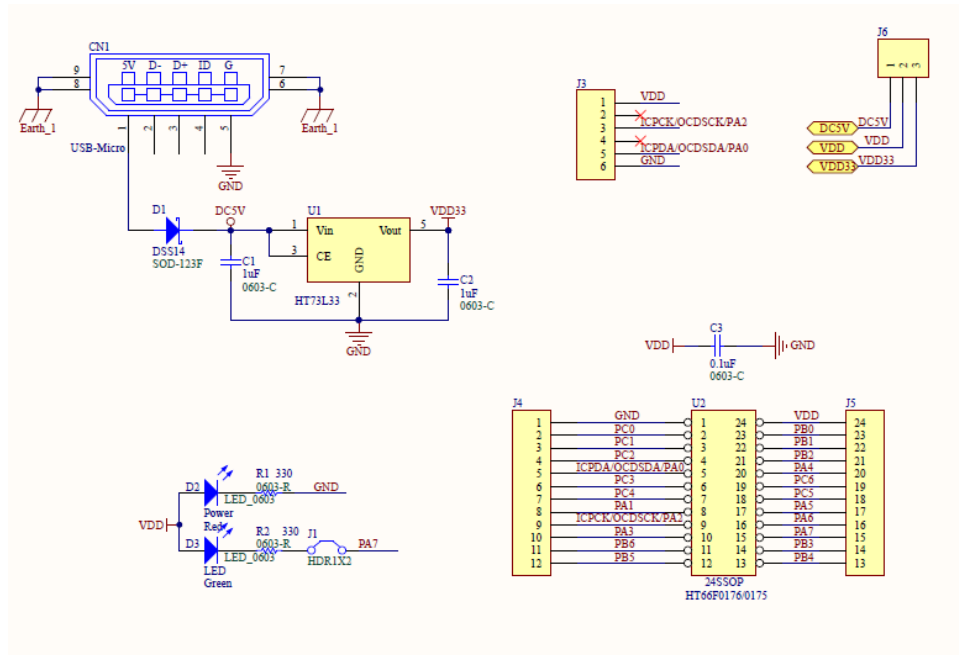 CN1
5V D- D+ ID G
9
8
7
6
Earth_1
Earth_1
1 2 3 4 5
USB-Micro
GND
D1
DSS14
SOD-123F
DC5V
C1
1uF
0603-C
U1
1 Vin
3 CE
Vout 5
GND
2
HT73L33
VDD33
C2
1uF
0603-C
GND
J3
1 VDD
2
3 ICPCK/OCDSCK/PA2
4
5 ICPDA/OCDSDA/PA0
6 GND
J6
1 2 3
DC5V DC5V
VDD VDD
VDD33 VDD33
C3
VDD
GND
0.1uF
0603-C
J4 U2 J5
1 GND 1 24 VDD 24
2 PC0 2 23 PB0 23
3 PC1 3 22 PB1 22
4 PC2 4 21 PB2 21
5 ICPDA/OCDSDA/PA0 5 20 PA4 20
6 PC3 6 19 PC6 19
7 PC4 7 18 PC5 18
8 PA1 8 17 PA5 17
9 ICPCK/OCDSCK/PA2 9 16 PA6 16
10 PA3 10 15 PA7 15
11 PB6 11 14 PB3 14
12 PB5 12 13 PB4 13
24SSOP
HT66F0176/0175
VDD
D2
R1 330
0603-R
LED_0603
GND
Power
Red
D3
R2 330
0603-R
LED_0603
J1
HDR1X2
PA7
LED
Green